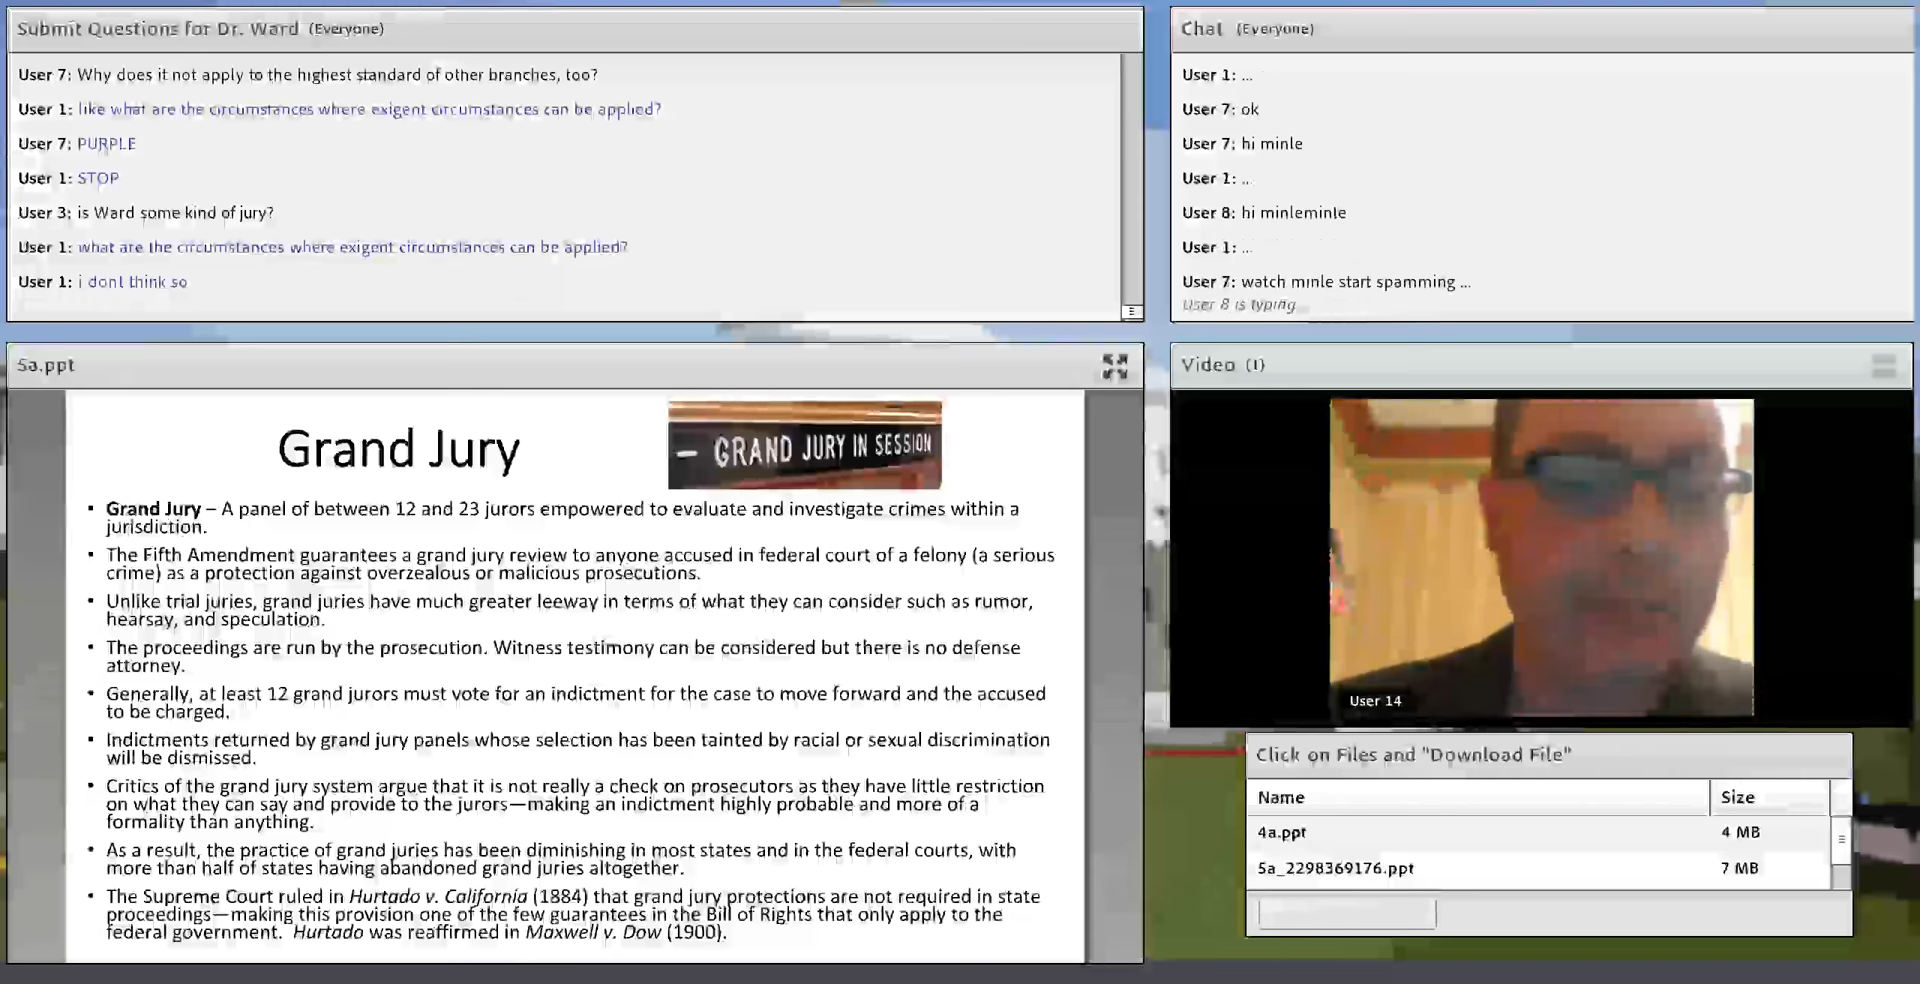 Submit Questions for Dr. Ward (Everyone)
User 7: Why does it not apply to the highest standard of other branches, too?
User 1: like what are the circumstances where exigent circumstances can be applied?
User 7: PURPLE
User 1: STOP
User 3: is Ward some kind of jury?
User 1: what are the circumstances where exigent circumstances can be applied?
User 1: i dont think so
Chat (Everyone)
User 1: ...
User 7: ok
User 7: hi minle
User 1: ..
User 8: hi minleminle
User 1: ...
User 7: watch minle start spamming ...
User 8 is typing...
5a.ppt
Grand Jury
— GRAND JURY IN SESSION
• Grand Jury – A panel of between 12 and 23 jurors empowered to evaluate and investigate crimes within a
jurisdiction.
• The Fifth Amendment guarantees a grand jury review to anyone accused in federal court of a felony (a serious
crime) as a protection against overzealous or malicious prosecutions.
• Unlike trial juries, grand juries have much greater leeway in terms of what they can consider such as rumor,
hearsay, and speculation.
• The proceedings are run by the prosecution. Witness testimony can be considered but there is no defense
attorney.
• Generally, at least 12 grand jurors must vote for an indictment for the case to move forward and the accused
to be charged.
• Indictments returned by grand jury panels whose selection has been tainted by racial or sexual discrimination
will be dismissed.
• Critics of the grand jury system argue that it is not really a check on prosecutors as they have little restriction
on what they can say and provide to the jurors—making an indictment highly probable and more of a
formality than anything.
• As a result, the practice of grand juries has been diminishing in most states and in the federal courts, with
more than half of states having abandoned grand juries altogether.
• The Supreme Court ruled in Hurtado v. California (1884) that grand jury protections are not required in state
proceedings—making this provision one of the few guarantees in the Bill of Rights that only apply to the
federal government. Hurtado was reaffirmed in Maxwell v. Dow (1900).
Video (1)
User 14
Click on Files and "Download File"
Name Size
4a.ppt 4 MB
5a_2298369176.ppt 7 MB